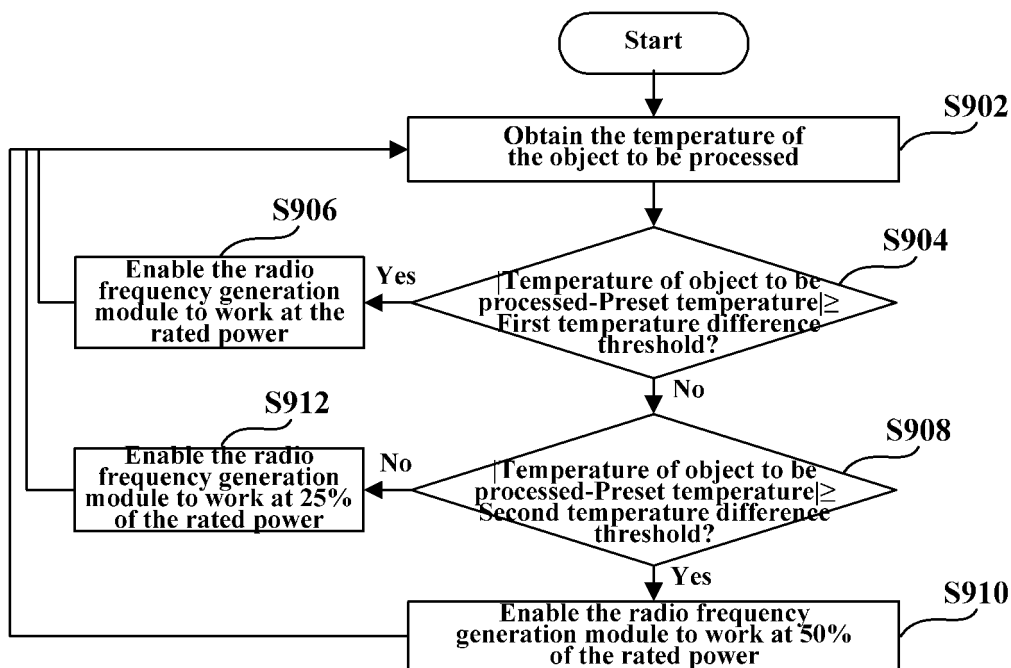 Start
S902
Obtain the temperature of
the object to be processed
S906
S904
Enable the radio
frequency generation
module to work at the
rated power
Yes
|Temperature of object to be
processed-Preset temperature|≥
First temperature difference
threshold?
No
S912
S908
Enable the radio
frequency generation
module to work at 25%
of the rated power
No
|Temperature of object to be
processed-Preset temperature|≥
Second temperature difference
threshold?
Yes
S910
Enable the radio frequency
generation module to work at 50%
of the rated power